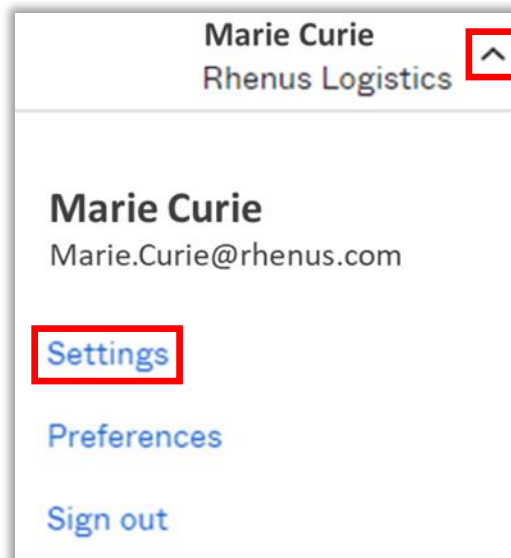 Marie Curie
Rhenus Logistics
Marie Curie
Marie.Curie@rhenus.com
Settings
Preferences
Sign out